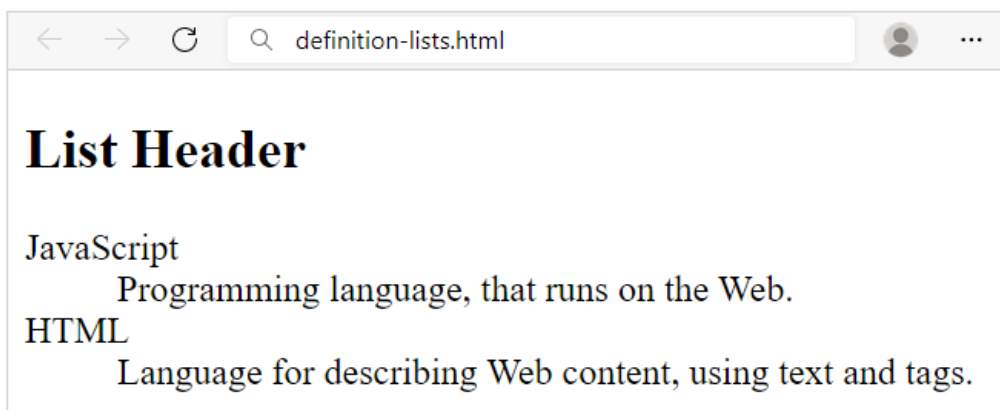 definition-lists.html
List Header
JavaScript
Programming language, that runs on the Web.
HTML
Language for describing Web content, using text and tags.